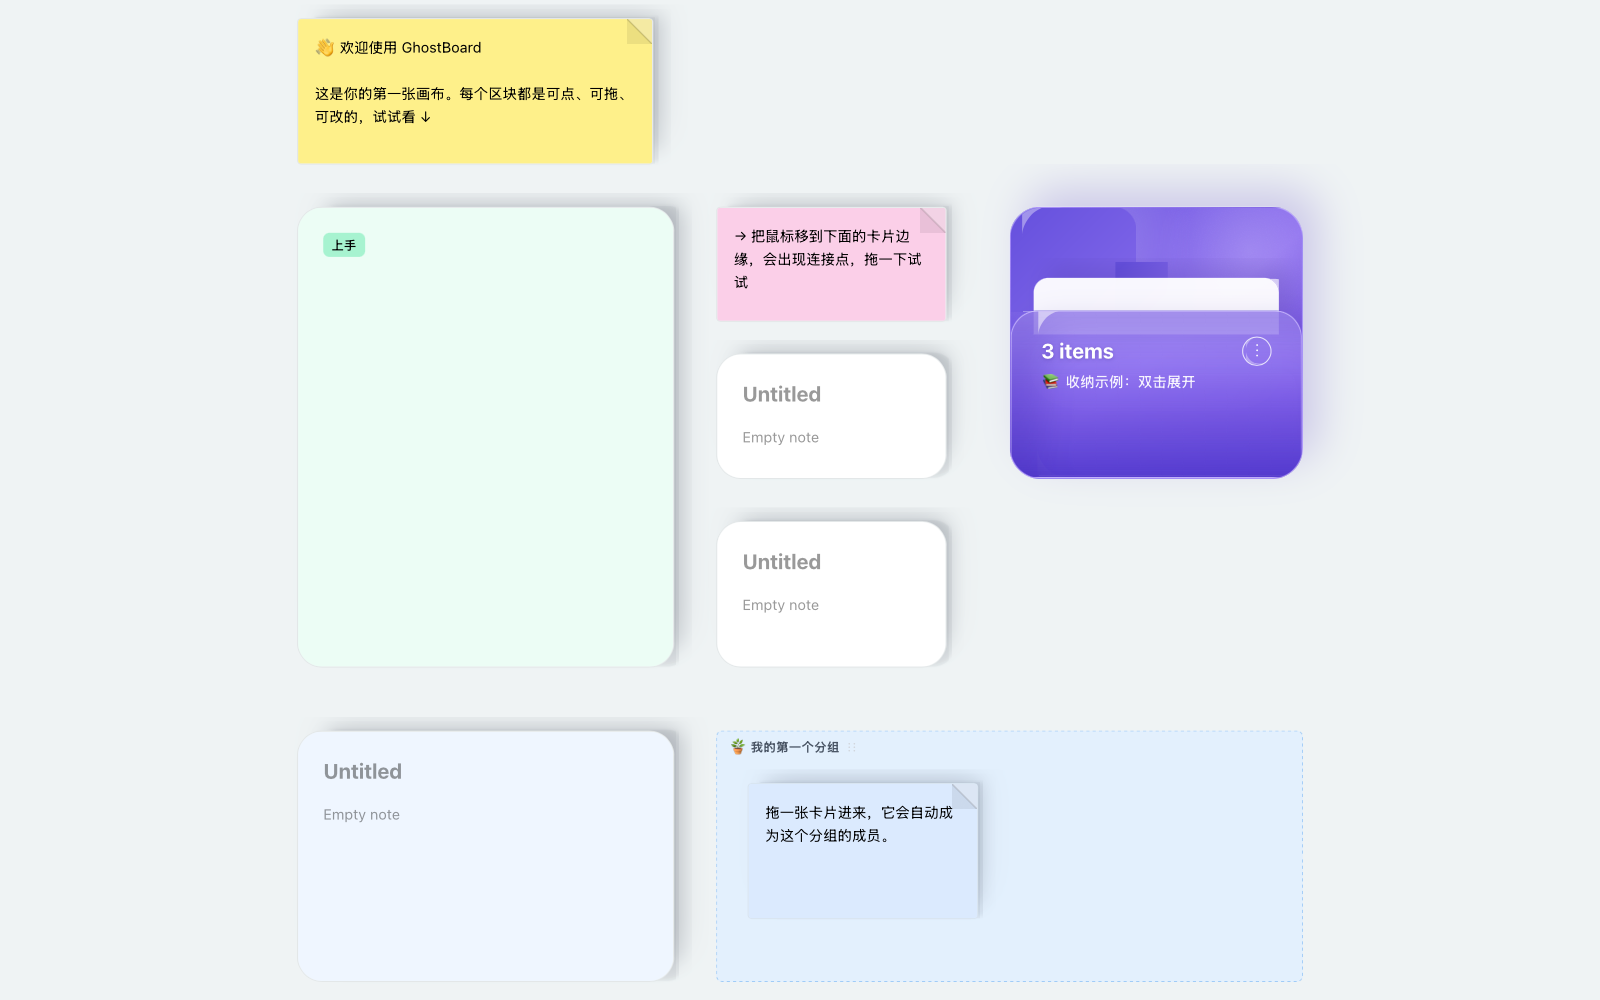 👋 欢迎使用 GhostBoard
这是你的第一张画布。每个区块都是可点、可拖、
可改的，试试看 ↓
上手
→ 把鼠标移到下面的卡片边
缘，会出现连接点，拖一下试
试
Untitled
Empty note
3 items
📚 收纳示例：双击展开
Untitled
Empty note
Untitled
Empty note
🪴 我的第一个分组
拖一张卡片进来，它会自动成
为这个分组的成员。